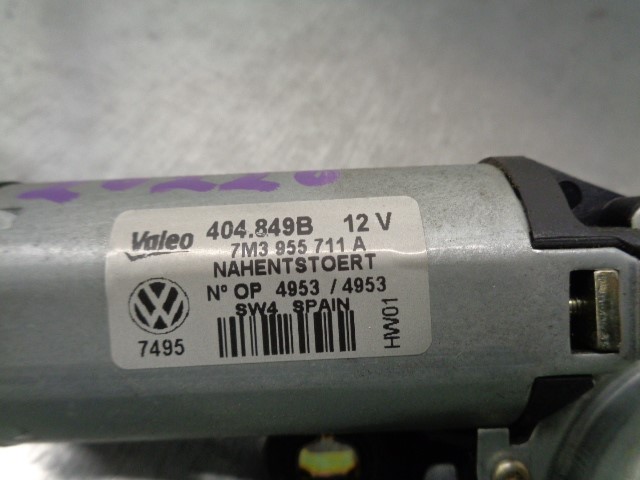 Valeo 404.849B 12 V
7M3 955 711 A
NAHENTSTOERT
N° OP 4953 / 4953
SW4 SPAIN
7495
HW01